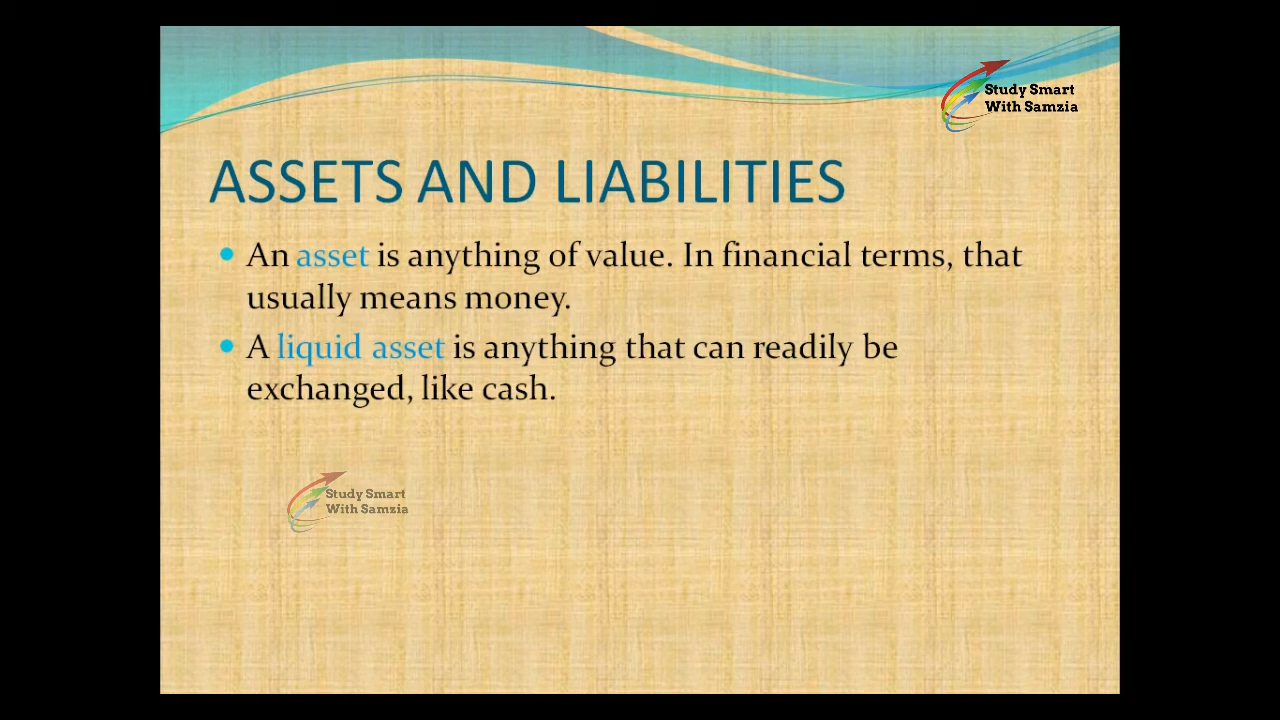 Study Smart
With Samzia
ASSETS AND LIABILITIES
An asset is anything of value. In financial terms, that
usually means money.
A liquid asset is anything that can readily be
exchanged, like cash.
Study Smart
With Samzia